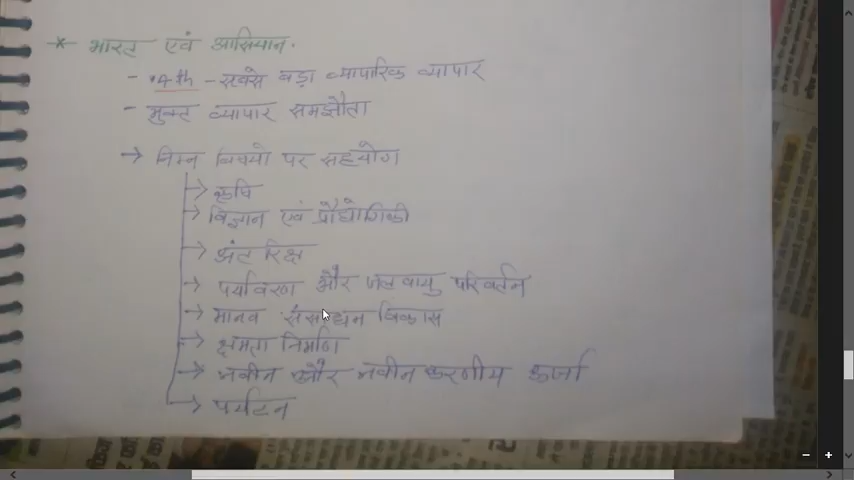 * भारत एवं आसियान.
- 4th - सबसे बड़ा व्यापारिक व्यापार
- मुक्त व्यापार समझौता
→ निम्न विषयो पर सहयोग
→ कृषि
→ विज्ञान एवं प्रौद्योगिकी
→ अंतरिक्ष
→ पर्यावरण और जलवायु परिवर्तन
→ मानव संसाधन विकास
→ क्षमता निर्माण
→ नवीन और नवीनकरणीय ऊर्जा
→ पर्यटन